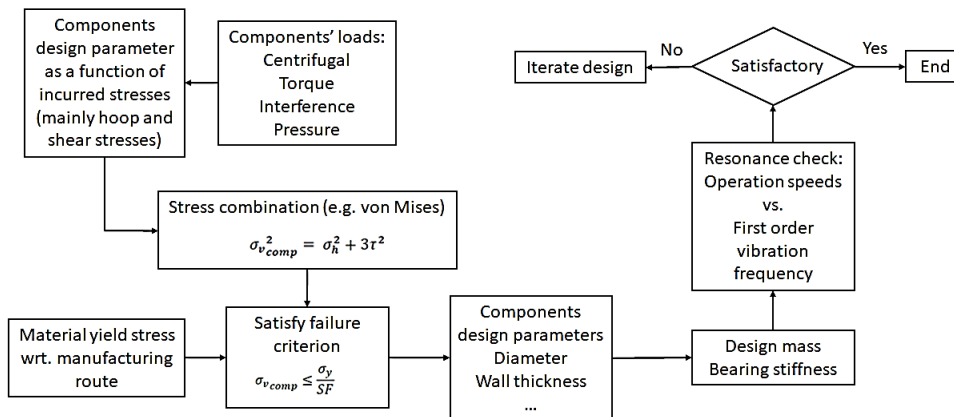 Components
design parameter
as a function of
incurred stresses
(mainly hoop and
shear stresses)
Components' loads:
Centrifugal
Torque
Interference
Pressure
Stress combination (e.g. von Mises)
σ_{v_{comp}}^2 = σ_h^2 + 3τ²
Material yield stress
wrt. manufacturing
route
Satisfy failure
criterion
σ_{v_{comp}} ≤ σ_y/SF
Components
design parameters
Diameter
Wall thickness
...
Design mass
Bearing stiffness
Resonance check:
Operation speeds
vs.
First order
vibration
frequency
Satisfactory
No
Iterate design
Yes
End